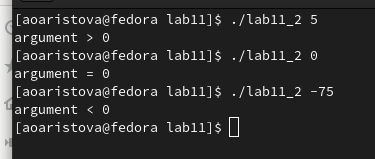 [aoaristova@fedora lab11]$ ./lab11_2 5
argument > 0
[aoaristova@fedora lab11]$ ./lab11_2 0
argument = 0
[aoaristova@fedora lab11]$ ./lab11_2 -75
argument < 0
[aoaristova@fedora lab11]$